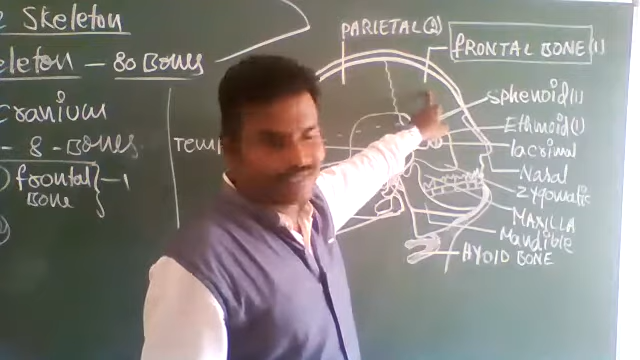 Skeleton
eleton - 80 Bones
Cranium
- 8 - Bones
frontal
Bone
- 1
PARIETAL (2)
fRONTAL BONE (1)
Sphenoid (1)
Ethmoid (1)
lacrimal
Nasal
Zygomatic
MAXILLA
Mandible
HYOID BONE
TEM